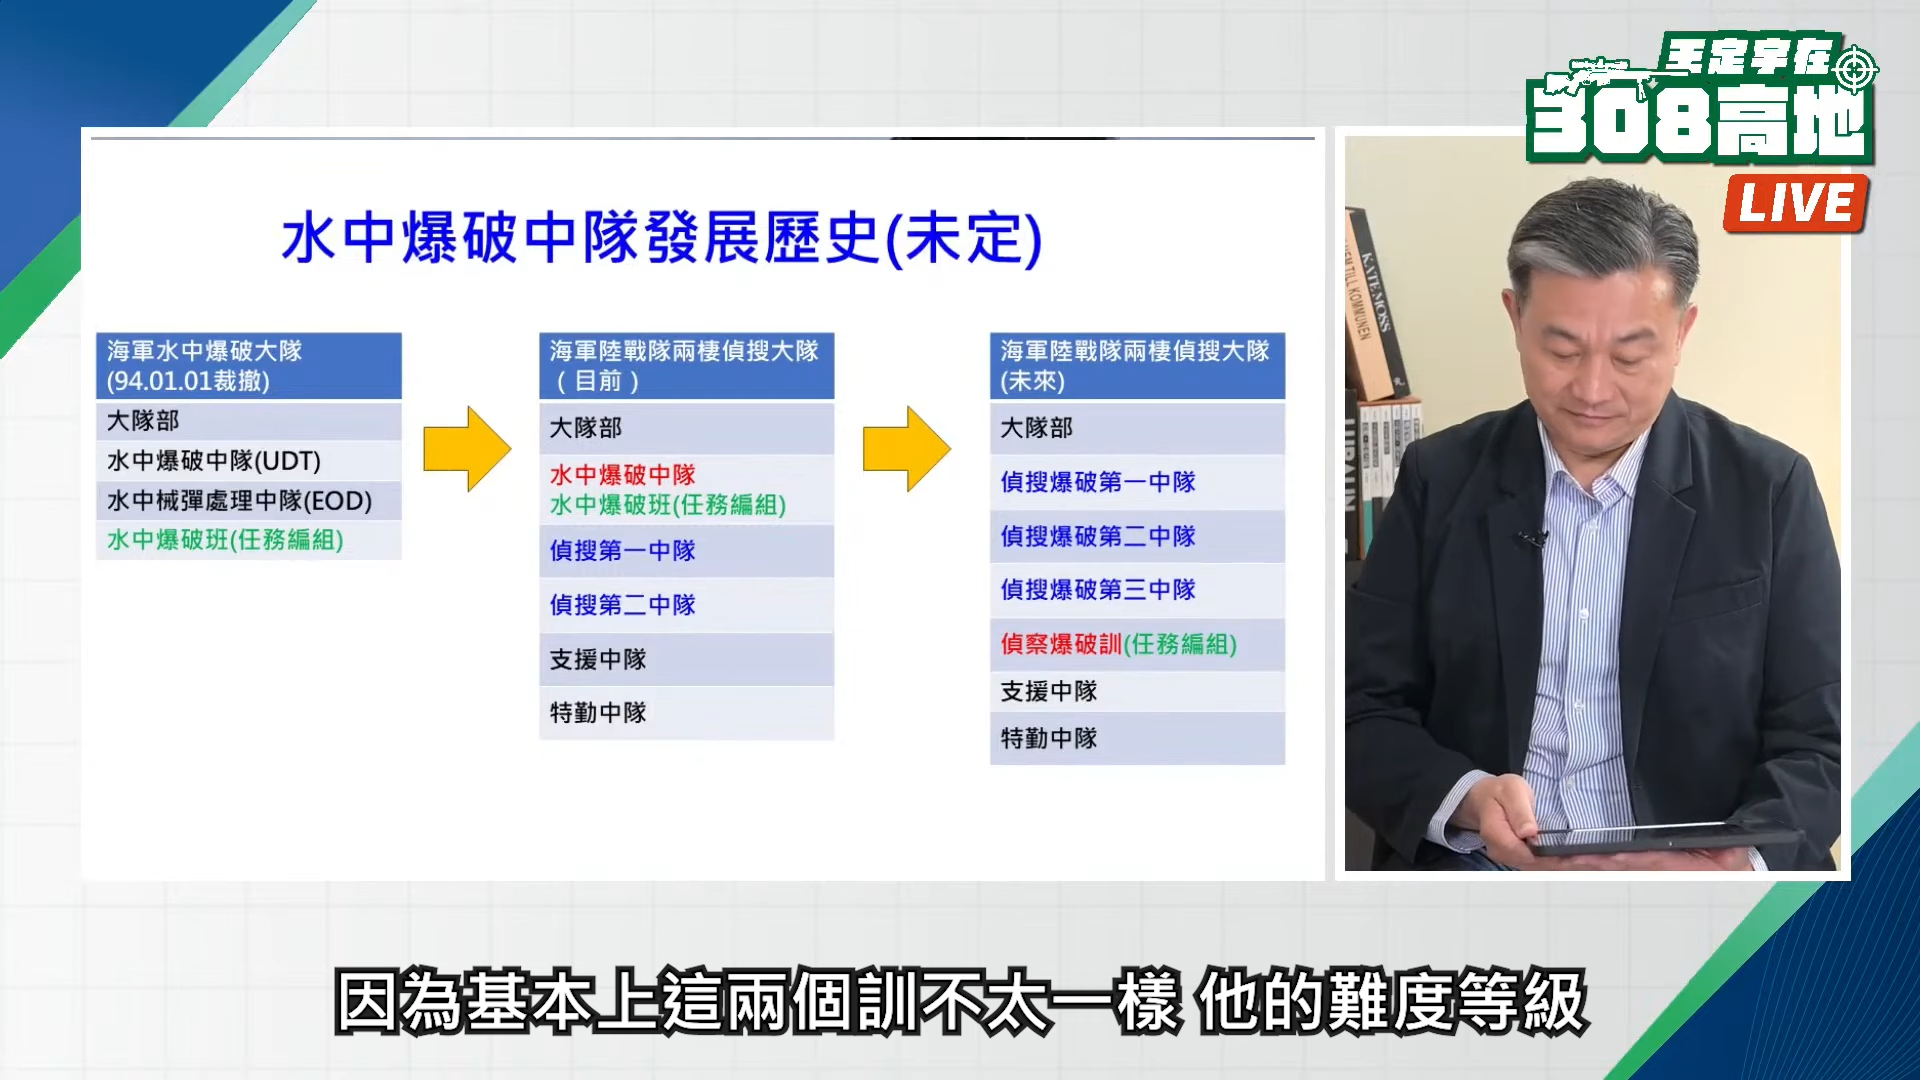 王定宇在
308高地
LIVE
水中爆破中隊發展歷史(未定)
海軍水中爆破大隊
(94.01.01裁撤)
大隊部
水中爆破中隊(UDT)
水中械彈處理中隊(EOD)
水中爆破班(任務編組)
海軍陸戰隊兩棲偵搜大隊
(目前)
大隊部
水中爆破中隊
水中爆破班(任務編組)
偵搜第一中隊
偵搜第二中隊
支援中隊
特勤中隊
海軍陸戰隊兩棲偵搜大隊
(未來)
大隊部
偵搜爆破第一中隊
偵搜爆破第二中隊
偵搜爆破第三中隊
偵察爆破訓(任務編組)
支援中隊
特勤中隊
KATE MOSS
TILL KOMMUNEN
因為基本上這兩個訓不太一樣 他的難度等級